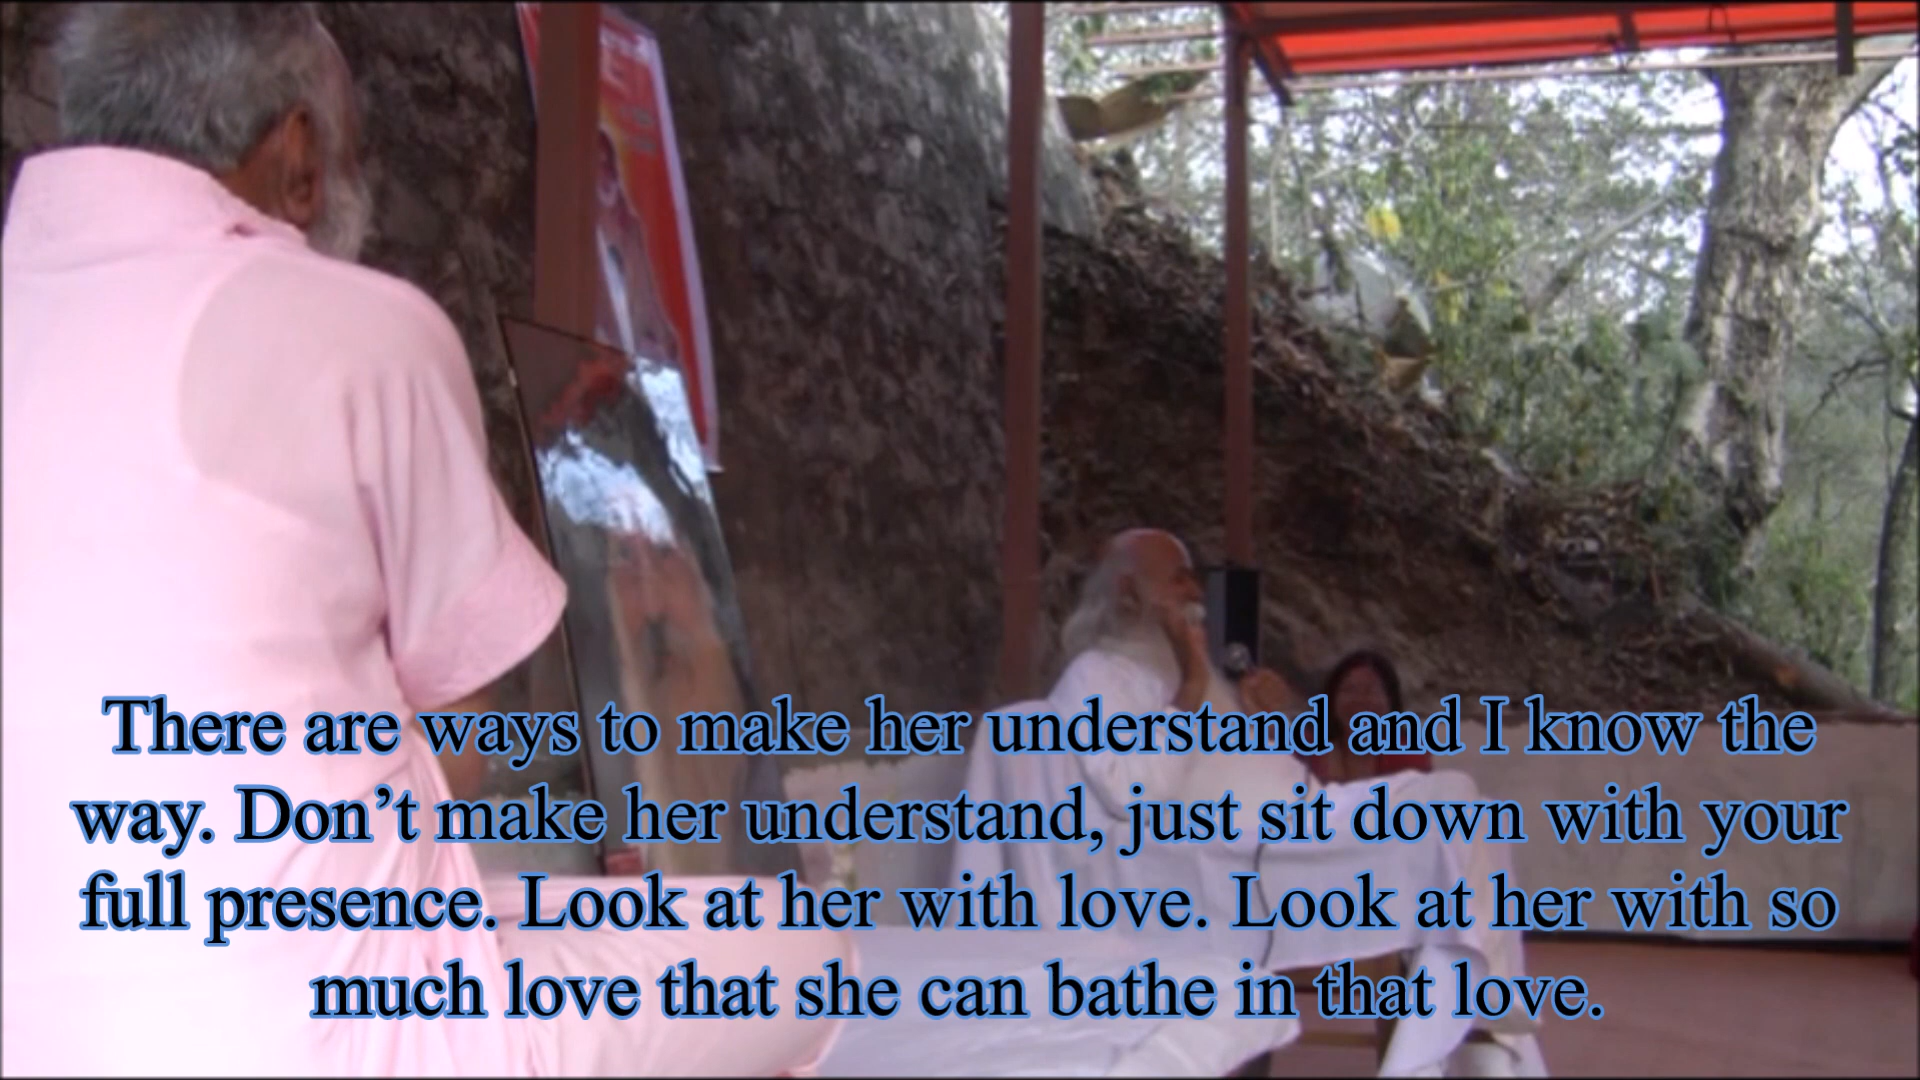 There are ways to make her understand and I know the
way. Don’t make her understand, just sit down with your
full presence. Look at her with love. Look at her with so
much love that she can bathe in that love.